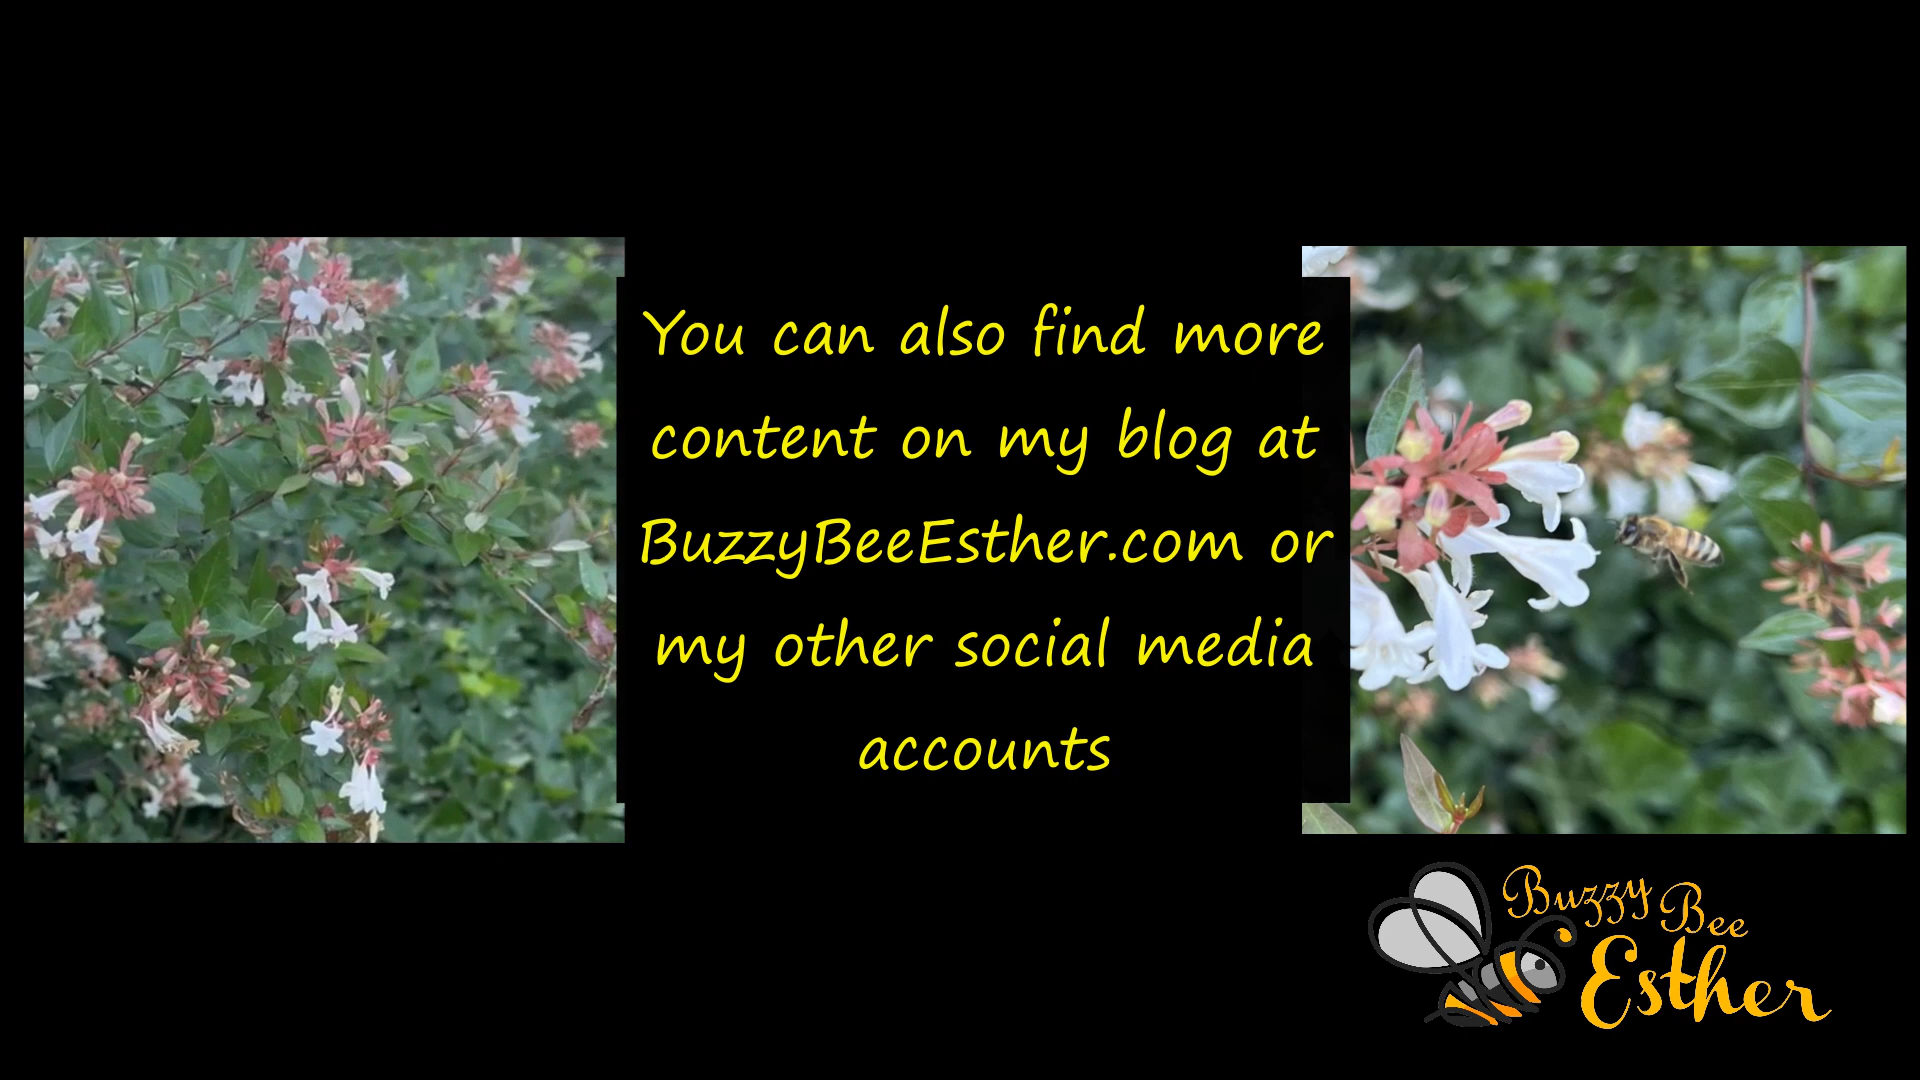 You can also find more
content on my blog at
BuzzyBeeEsther.com or
my other social media
accounts
Buzzy Bee
Esther